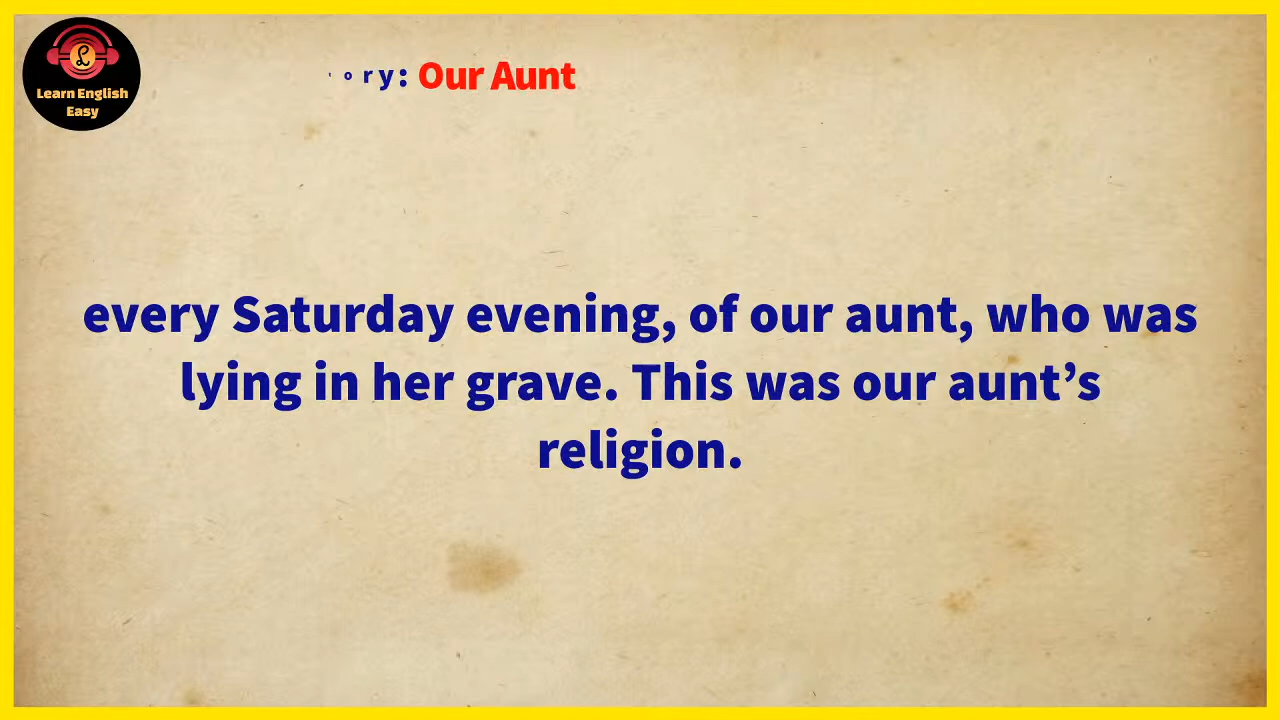 Learn English
Easy
ory: Our Aunt
every Saturday evening, of our aunt, who was
lying in her grave. This was our aunt’s
religion.